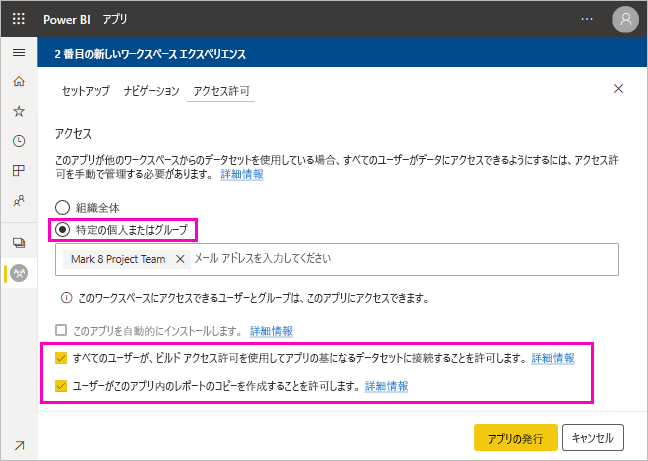 Power BI アプリ ...
2 番目の新しいワークスペース エクスペリエンス
セットアップ ナビゲーション アクセス許可
アクセス
このアプリが他のワークスペースからのデータセットを使用している場合、すべてのユーザーがデータにアクセスできるようにするには、アクセス許
可を手動で管理する必要があります。 詳細情報
組織全体
特定の個人またはグループ
Mark 8 Project Team × メール アドレスを入力してください
このワークスペースにアクセスできるユーザーとグループは、このアプリにアクセスできます。
このアプリを自動的にインストールします。 詳細情報
すべてのユーザーが、ビルド アクセス許可を使用してアプリの基になるデータセットに接続することを許可します。 詳細情報
ユーザーがこのアプリ内のレポートのコピーを作成することを許可します。 詳細情報
アプリの発行 キャンセル